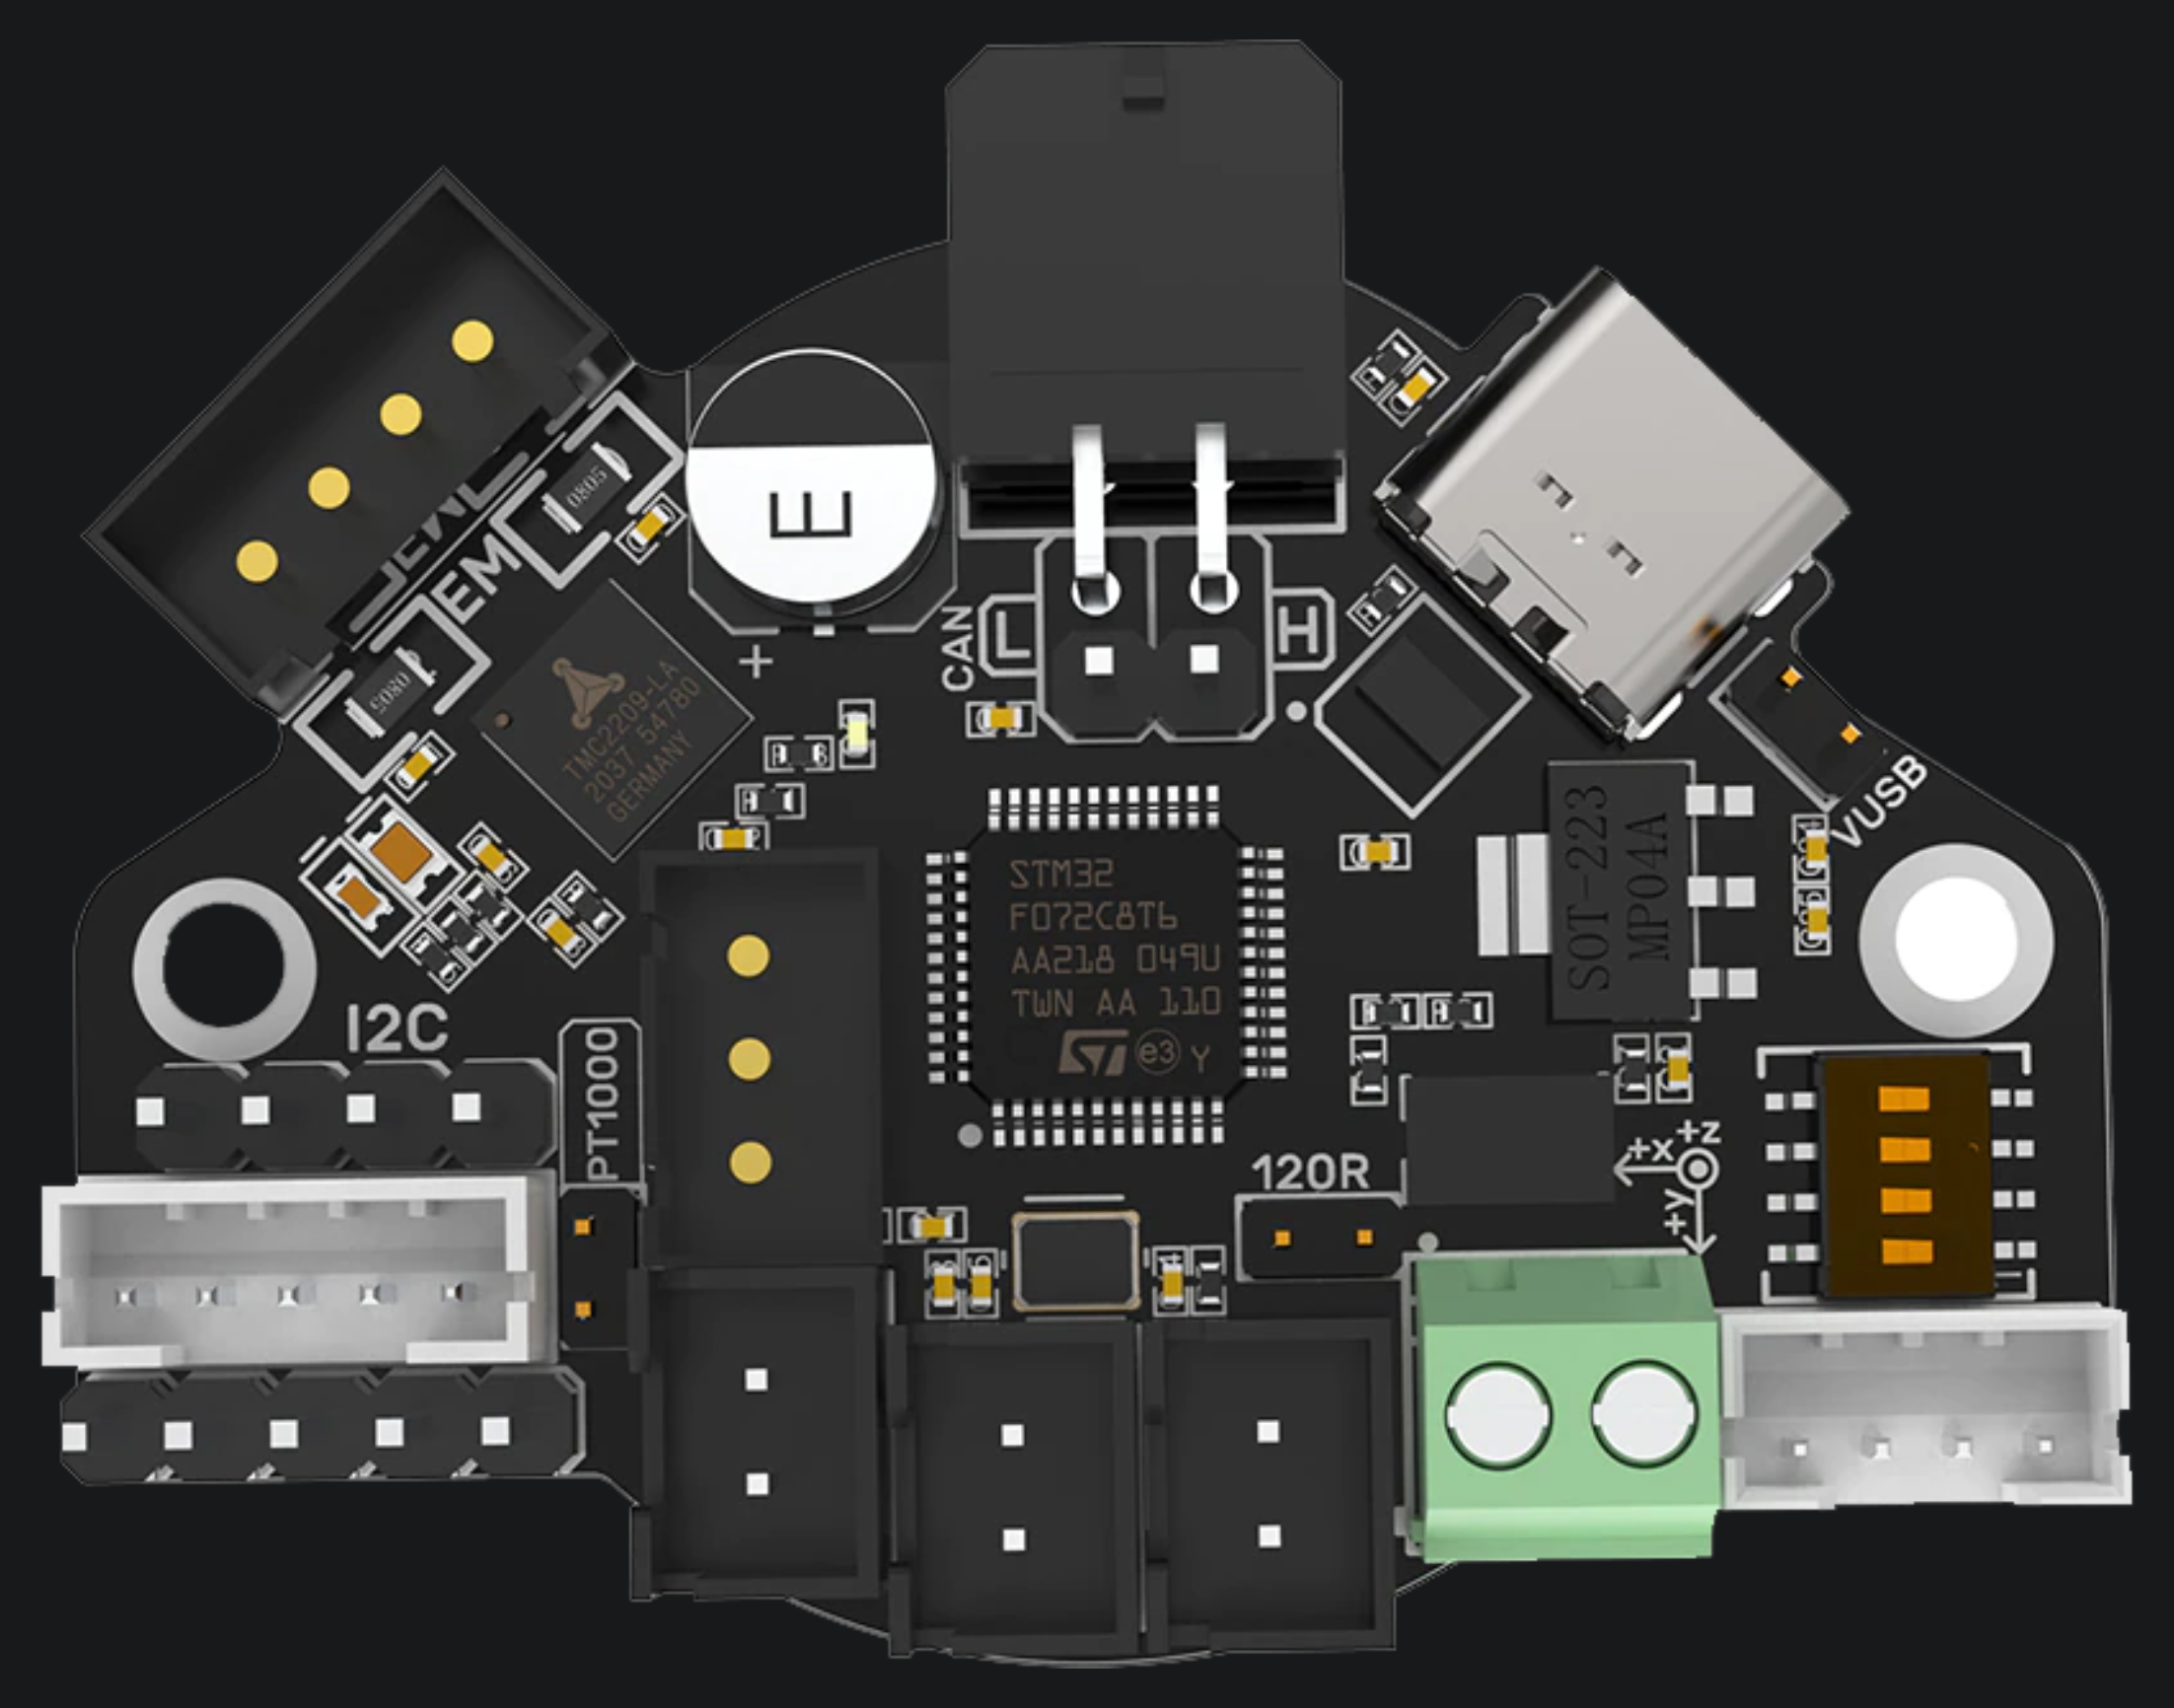 0805
E
EM
CAN
L
H
+
0805
TMC2209-LA
2037 54780
GERMANY
VUSB
SOT-223
MP04A
STM32
F072C8T6
AA218 049U
TWN AA 110
ST e3 Y
I2C
PT1000
120R
+x
+z
+y